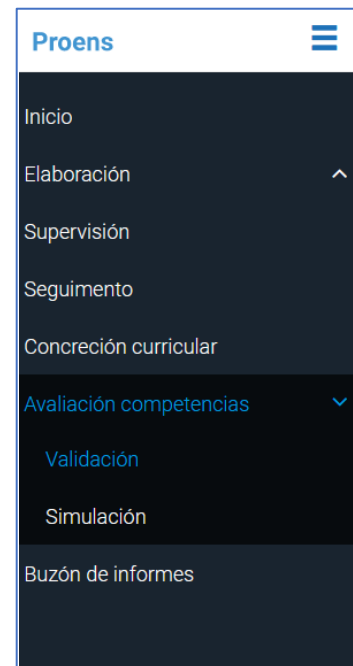 Proens
Inicio
Elaboración
Supervisión
Seguimento
Concreción curricular
Avaliación competencias
Validación
Simulación
Buzón de informes